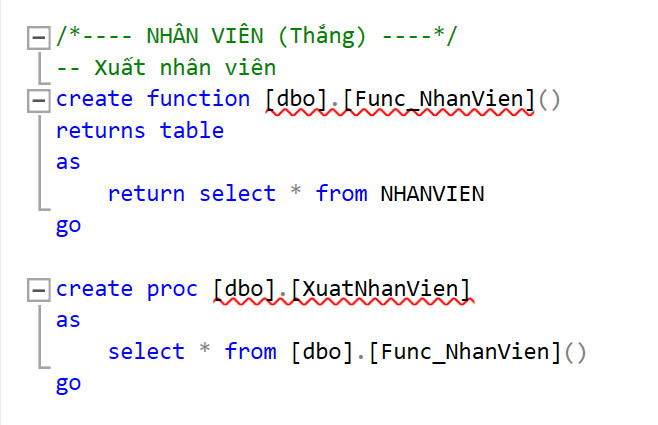 /*---- NHÂN VIÊN (Thắng) ----*/
-- Xuất nhân viên
create function [dbo].[Func_NhanVien]()
returns table
as
    return select * from NHANVIEN
go

create proc [dbo].[XuatNhanVien]
as
    select * from [dbo].[Func_NhanVien]()
go